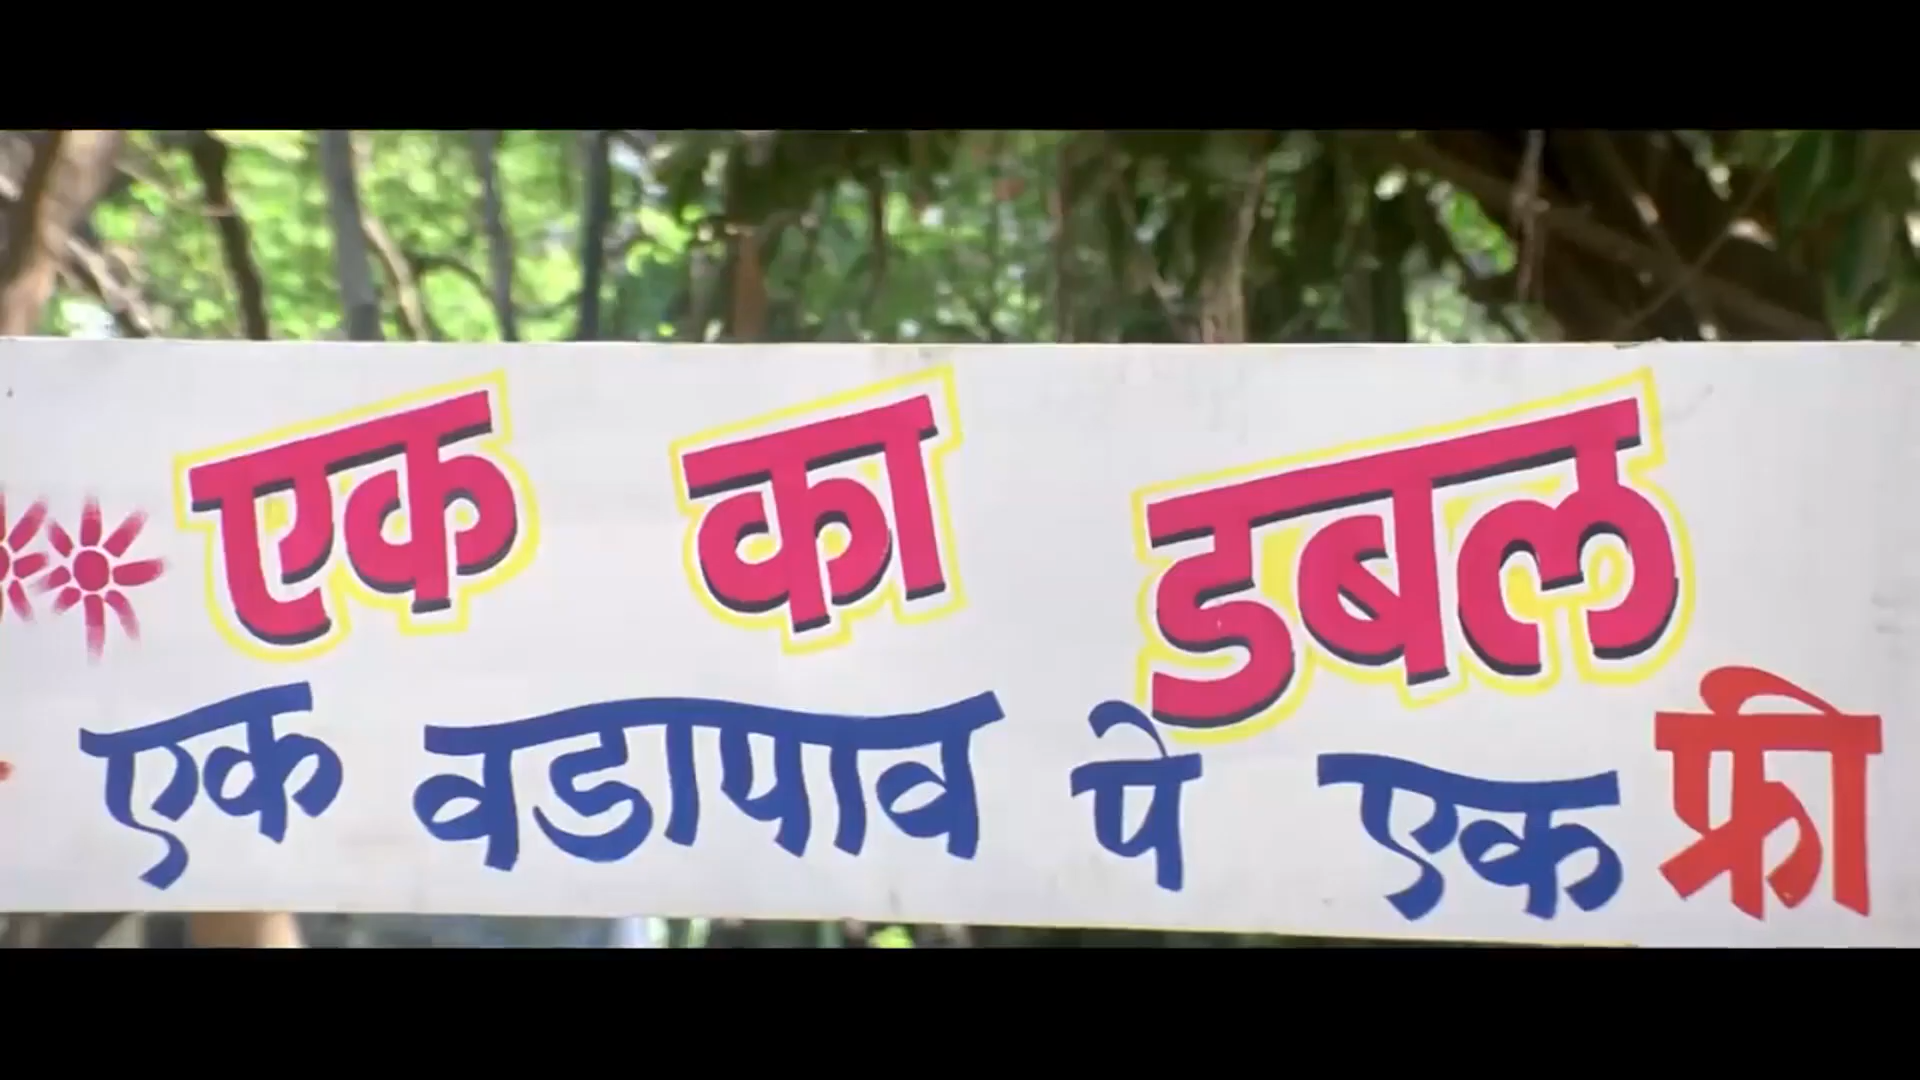 एक का डबल
एक वडापाव पे एक फ्री